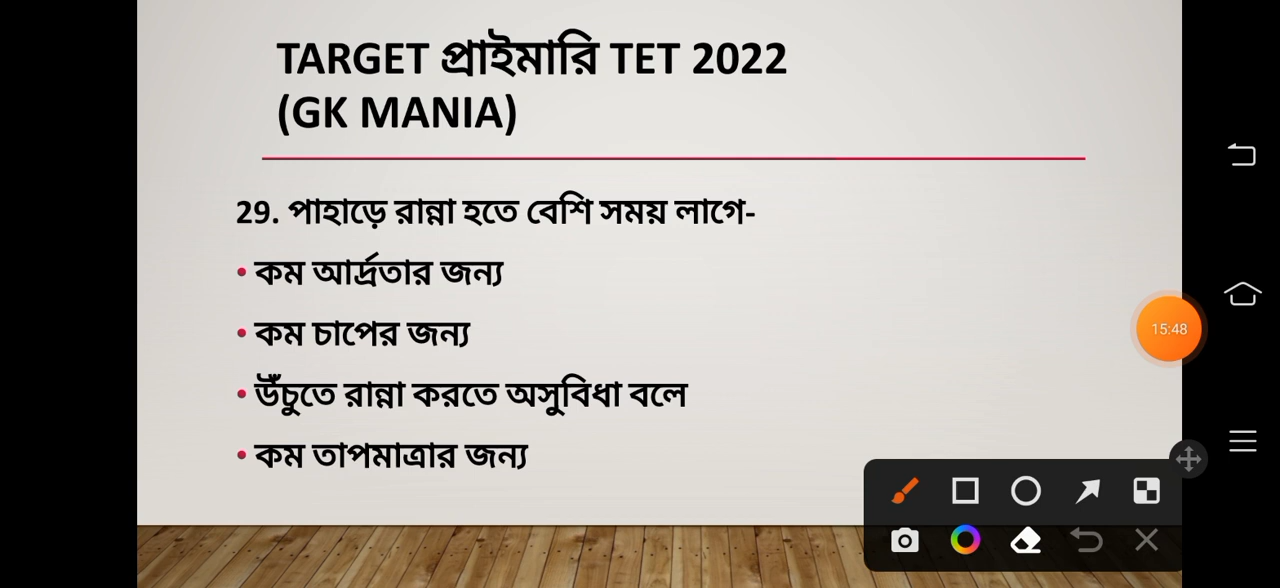 TARGET প্রাইমারি TET 2022
(GK MANIA)
29. পাহাড়ে রান্না হতে বেশি সময় লাগে-
• কম আর্দ্রতার জন্য
• কম চাপের জন্য
• উঁচুতে রান্না করতে অসুবিধা বলে
• কম তাপমাত্রার জন্য
15:48